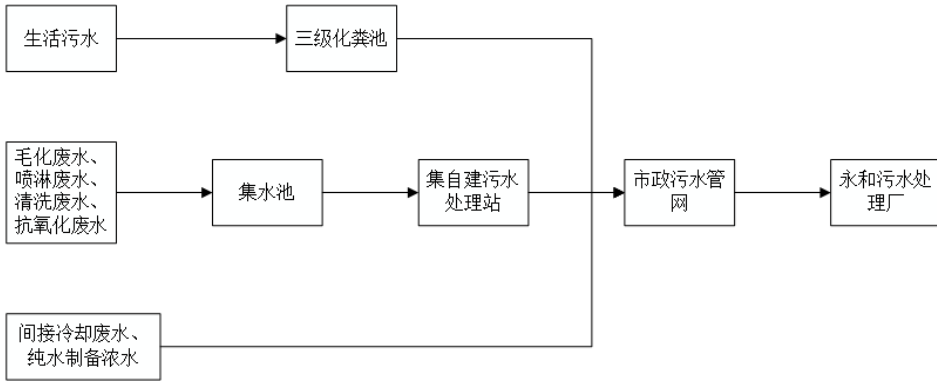 生活污水
三级化粪池
毛化废水、
喷淋废水、
清洗废水、
抗氧化废水
集水池
集自建污水
处理站
市政污水管
网
永和污水处
理厂
间接冷却废水、
纯水制备浓水